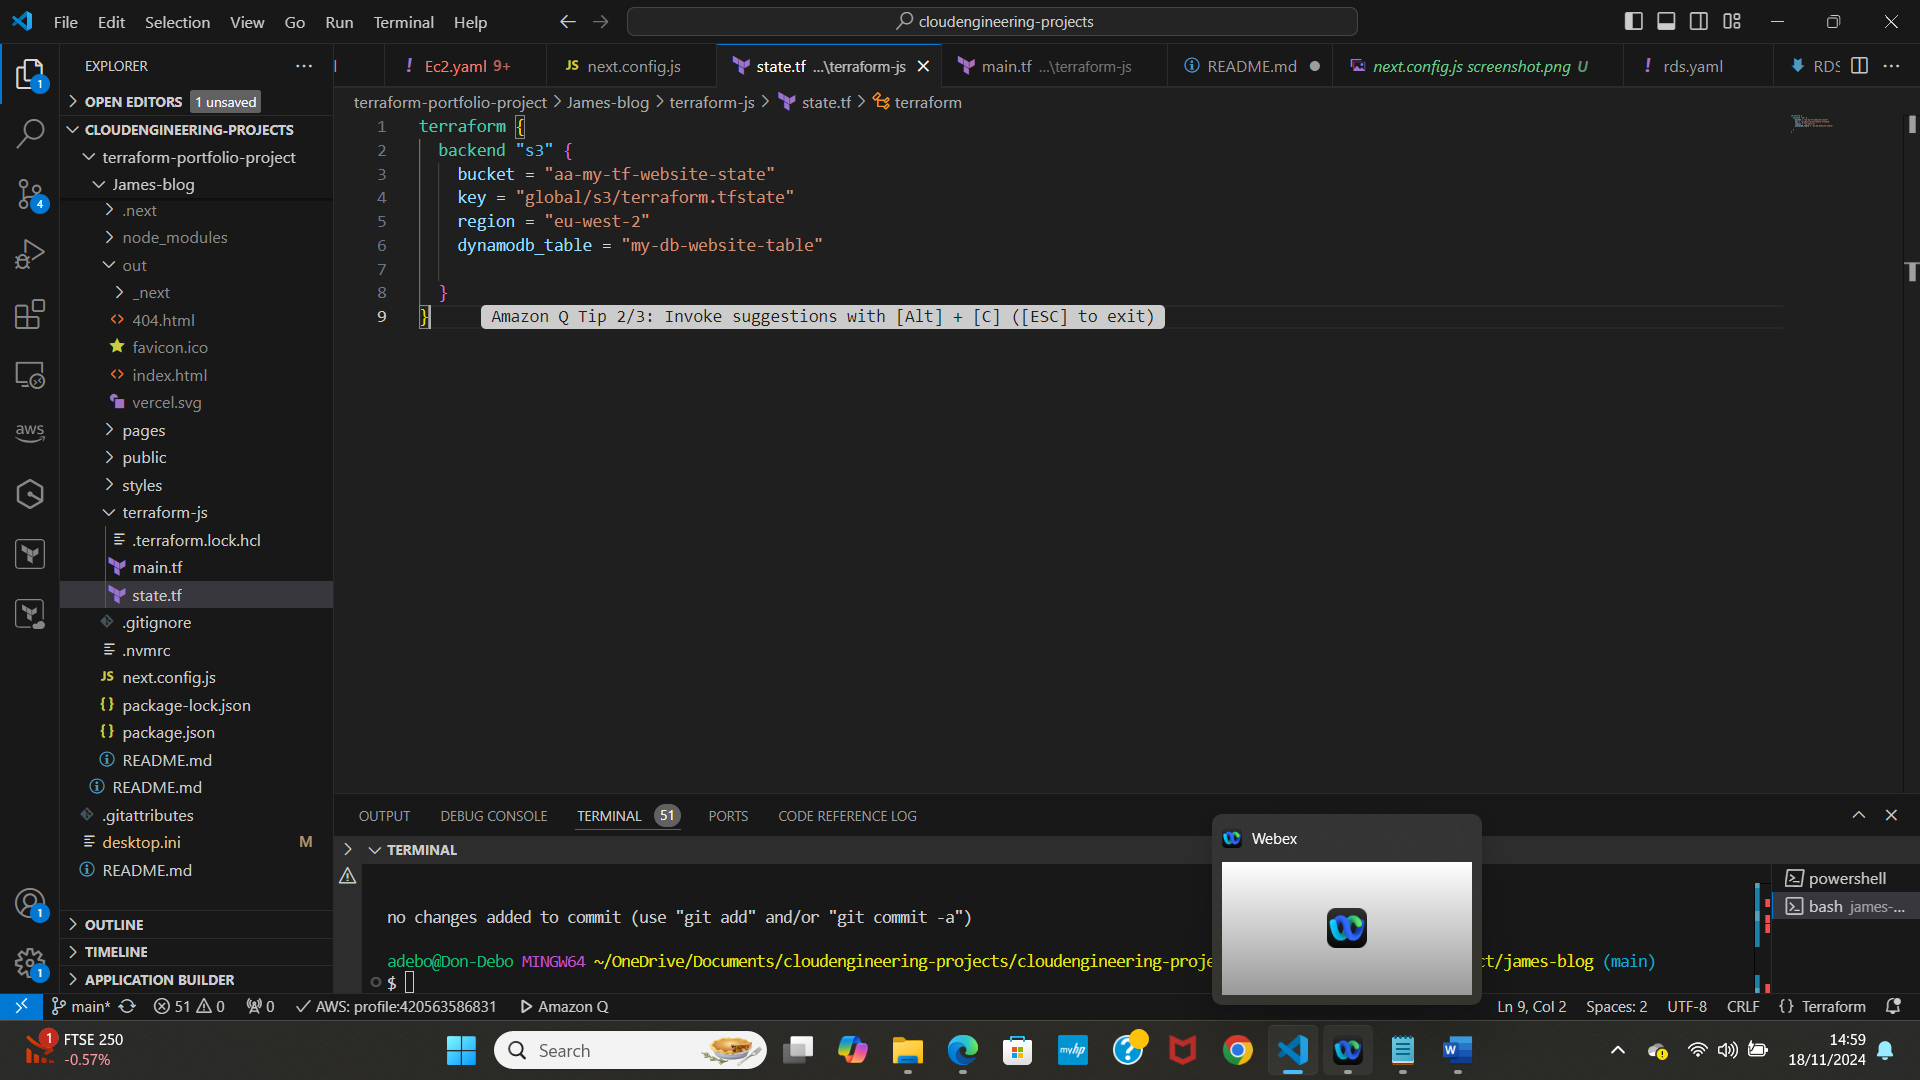 File Edit Selection View Go Run Terminal Help
cloudengineering-projects
EXPLORER
Ec2.yaml 9+
JS next.config.js
state.tf ...\terraform-js
main.tf ...\terraform-js
README.md
next.config.js screenshot.png U
! rds.yaml
RDS
1
OPEN EDITORS 1 unsaved
CLOUDENGINEERING-PROJECTS
terraform-portfolio-project
James-blog
.next
node_modules
out
_next
404.html
favicon.ico
index.html
vercel.svg
pages
public
styles
terraform-js
.terraform.lock.hcl
main.tf
state.tf
.gitignore
.nvmrc
JS next.config.js
{} package-lock.json
{} package.json
README.md
README.md
.gitattributes
desktop.ini M
README.md
OUTLINE
TIMELINE
APPLICATION BUILDER
4
aws
1
1
terraform-portfolio-project > James-blog > terraform-js > state.tf > terraform
1 terraform {
2 backend "s3" {
3 bucket = "aa-my-tf-website-state"
4 key = "global/s3/terraform.tfstate"
5 region = "eu-west-2"
6 dynamodb_table = "my-db-website-table"
7
8 }
9 } Amazon Q Tip 2/3: Invoke suggestions with [Alt] + [C] ([ESC] to exit)
OUTPUT DEBUG CONSOLE TERMINAL 51 PORTS CODE REFERENCE LOG
TERMINAL
no changes added to commit (use "git add" and/or "git commit -a")
adebo@Don-Debo MINGW64 ~/OneDrive/Documents/cloudengineering-projects/cloudengineering-proje
ct/james-blog (main)
$
powershell
bash james-...
Webex
main* 51 0 0 AWS: profile:420563586831 Amazon Q
Ln 9, Col 2 Spaces: 2 UTF-8 CRLF {} Terraform
1
FTSE 250
-0.57%
Search
myhp
W
14:59
18/11/2024